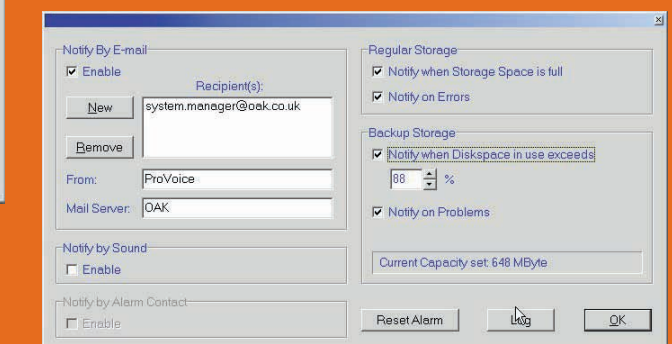 Notify By E-mail
Enable
Recipient(s):
New
system.manager@oak.co.uk
Remove
From:
ProVoice
Mail Server:
OAK
Notify by Sound
Enable
Notify by Alarm Contact
Enable
Regular Storage
Notify when Storage Space is full
Notify on Errors
Backup Storage
Notify when Diskspace in use exceeds
88 %
Notify on Problems
Current Capacity set: 648 MByte
Reset Alarm
Log
OK